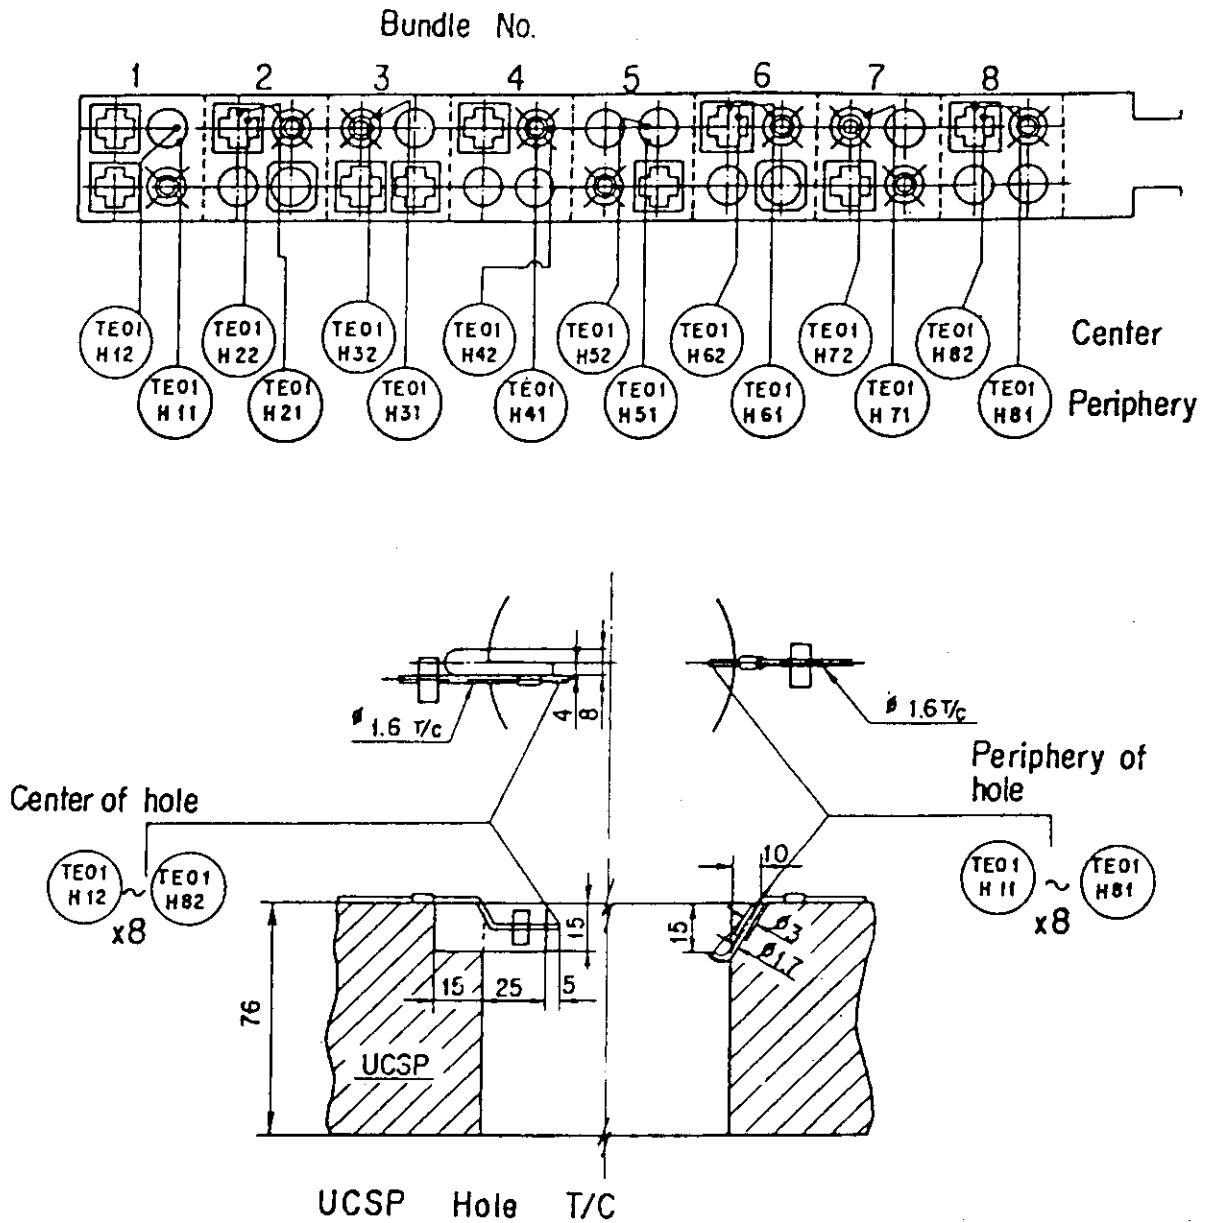 Bundle No.
1 2 3 4 5 6 7 8
TE01 H12
TE01 H22
TE01 H32
TE01 H42
TE01 H52
TE01 H62
TE01 H72
TE01 H82
Center
TE01 H11
TE01 H21
TE01 H31
TE01 H41
TE01 H51
TE01 H61
TE01 H71
TE01 H81
Periphery
ø 1.6 T/c
4
8
ø 1.6 T/c
Center of hole
Periphery of
hole
TE01 H12 ~ TE01 H82
x8
TE01 H11 ~ TE01 H81
x8
10
15
15
ø3
ø1.7
15 25 5
76
UCSP
UCSP Hole T/C